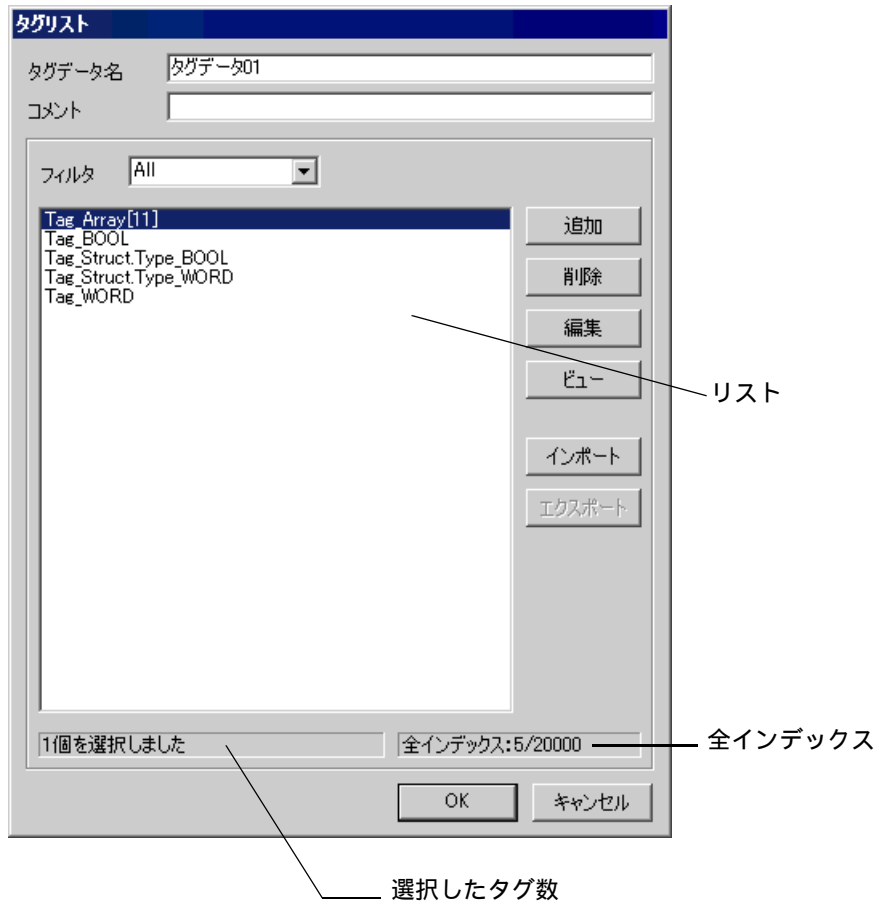 タグリスト
タグデータ名 タグデータ01
コメント
フィルタ All
Tag_Array[11]
Tag_BOOL
Tag_Struct.Type_BOOL
Tag_Struct.Type_WORD
Tag_WORD
追加
削除
編集
ビュー
インポート
エクスポート
リスト
1個を選択しました
全インデックス:5/20000
全インデックス
OK
キャンセル
選択したタグ数